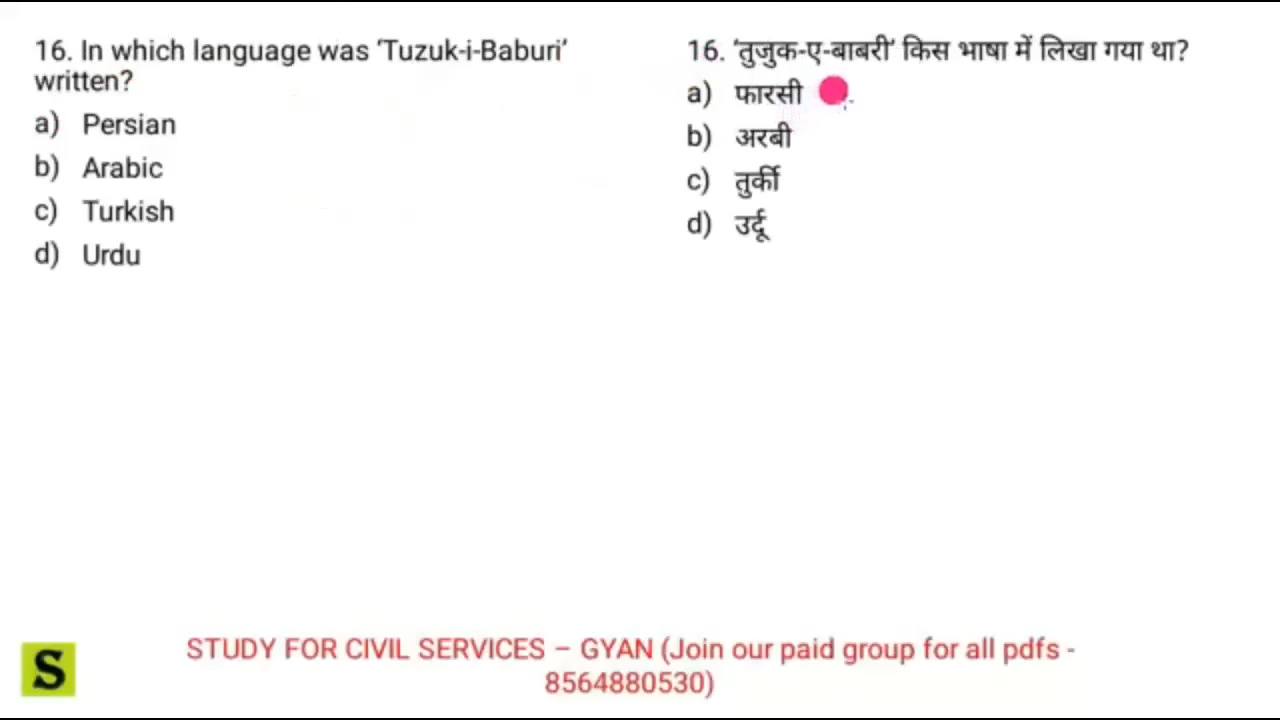 16. In which language was ‘Tuzuk-i-Baburi’
written?
a) Persian
b) Arabic
c) Turkish
d) Urdu
16. ‘तुजुक-ए-बाबरी’ किस भाषा में लिखा गया था?
a) फारसी
b) अरबी
c) तुर्की
d) उर्दू
S
STUDY FOR CIVIL SERVICES – GYAN (Join our paid group for all pdfs -
8564880530)